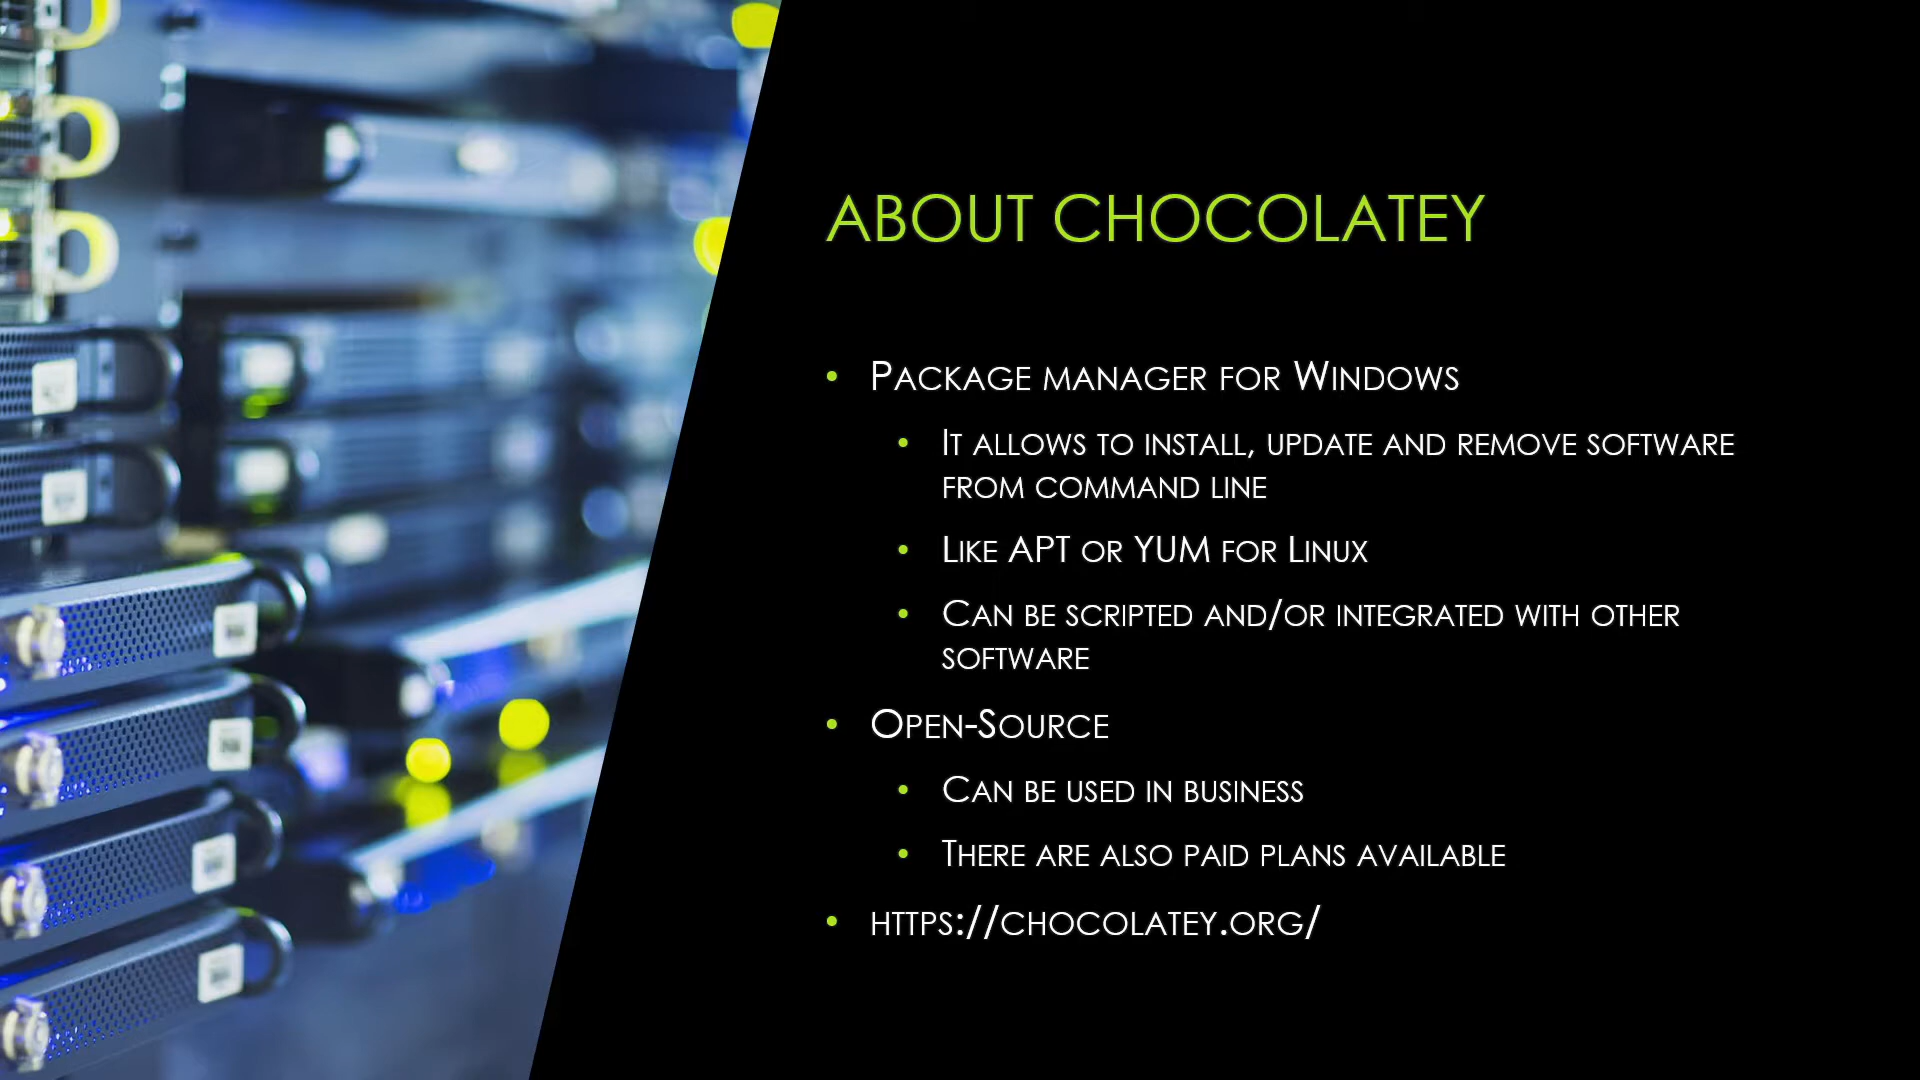 ABOUT CHOCOLATEY
• Package manager for Windows
• It allows to install, update and remove software
from command line
• Like APT or YUM for Linux
• Can be scripted and/or integrated with other
software
• Open-Source
• Can be used in business
• There are also paid plans available
• https://chocolatey.org/